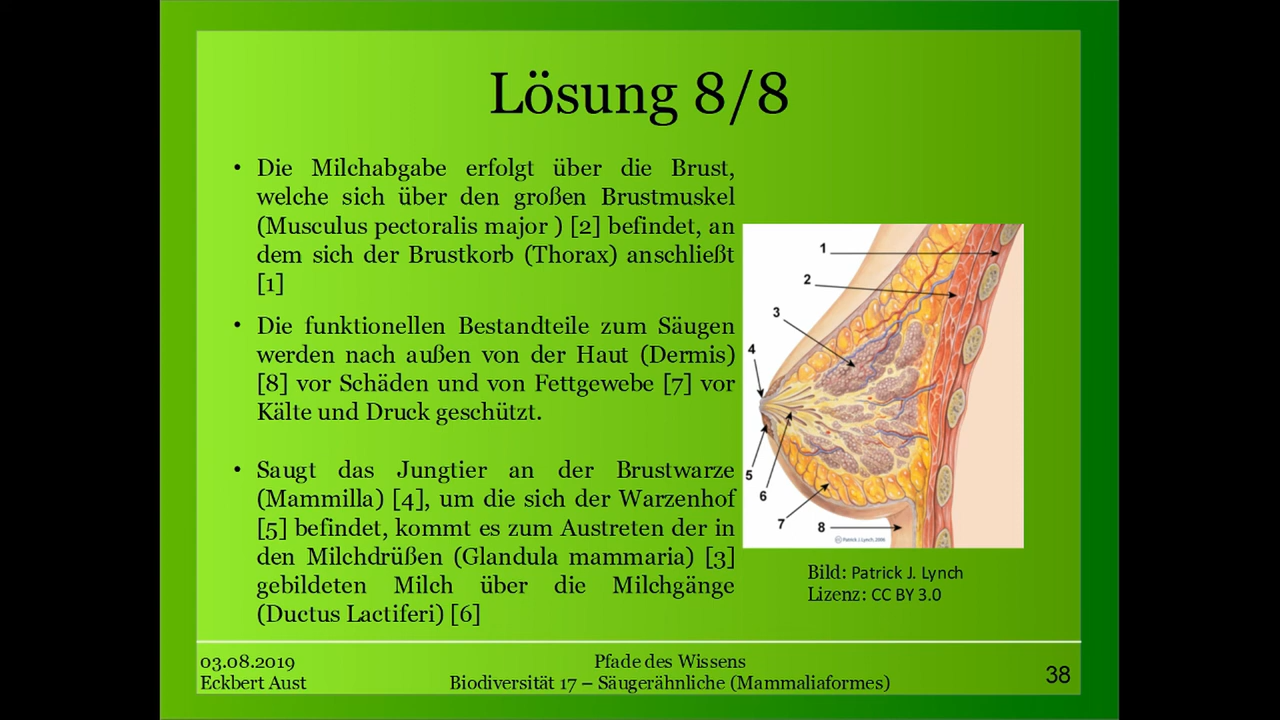 Lösung 8/8
• Die Milchabgabe erfolgt über die Brust,
welche sich über den großen Brustmuskel
(Musculus pectoralis major ) [2] befindet, an
dem sich der Brustkorb (Thorax) anschließt
[1]
• Die funktionellen Bestandteile zum Säugen
werden nach außen von der Haut (Dermis)
[8] vor Schäden und von Fettgewebe [7] vor
Kälte und Druck geschützt.
• Saugt das Jungtier an der Brustwarze
(Mammilla) [4], um die sich der Warzenhof
[5] befindet, kommt es zum Austreten der in
den Milchdrüßen (Glandula mammaria) [3]
gebildeten Milch über die Milchgänge
(Ductus Lactiferi) [6]
1
2
3
4
5
6
7
8
(cc) Patrick J. Lynch, 2006
Bild: Patrick J. Lynch
Lizenz: CC BY 3.0
03.08.2019
Eckbert Aust
Pfade des Wissens
Biodiversität 17 – Säugerähnliche (Mammaliaformes)
38